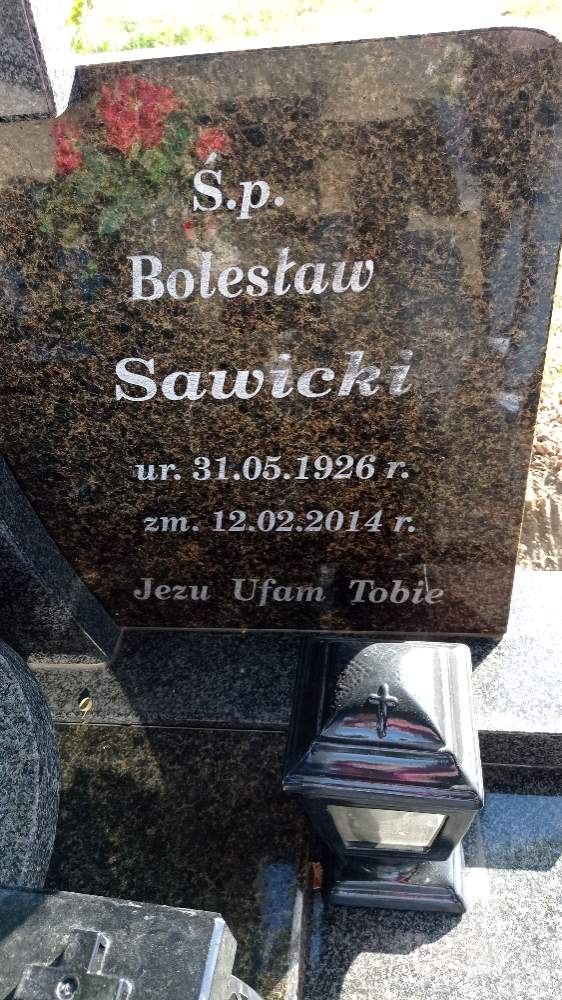 Ś.p.
Bolesław
Sawicki
ur. 31.05.1926 r.
zm. 12.02.2014 r.
Jezu Ufam Tobie